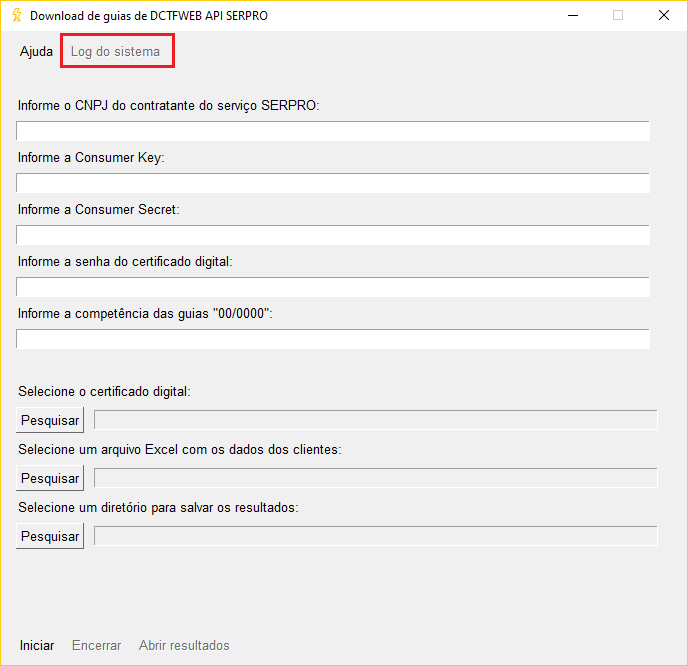 Download de guias de DCTFWEB API SERPRO
Ajuda Log do sistema
Informe o CNPJ do contratante do serviço SERPRO:
Informe a Consumer Key:
Informe a Consumer Secret:
Informe a senha do certificado digital:
Informe a competência das guias "00/0000":
Selecione o certificado digital:
Pesquisar
Selecione um arquivo Excel com os dados dos clientes:
Pesquisar
Selecione um diretório para salvar os resultados:
Pesquisar
Iniciar Encerrar Abrir resultados